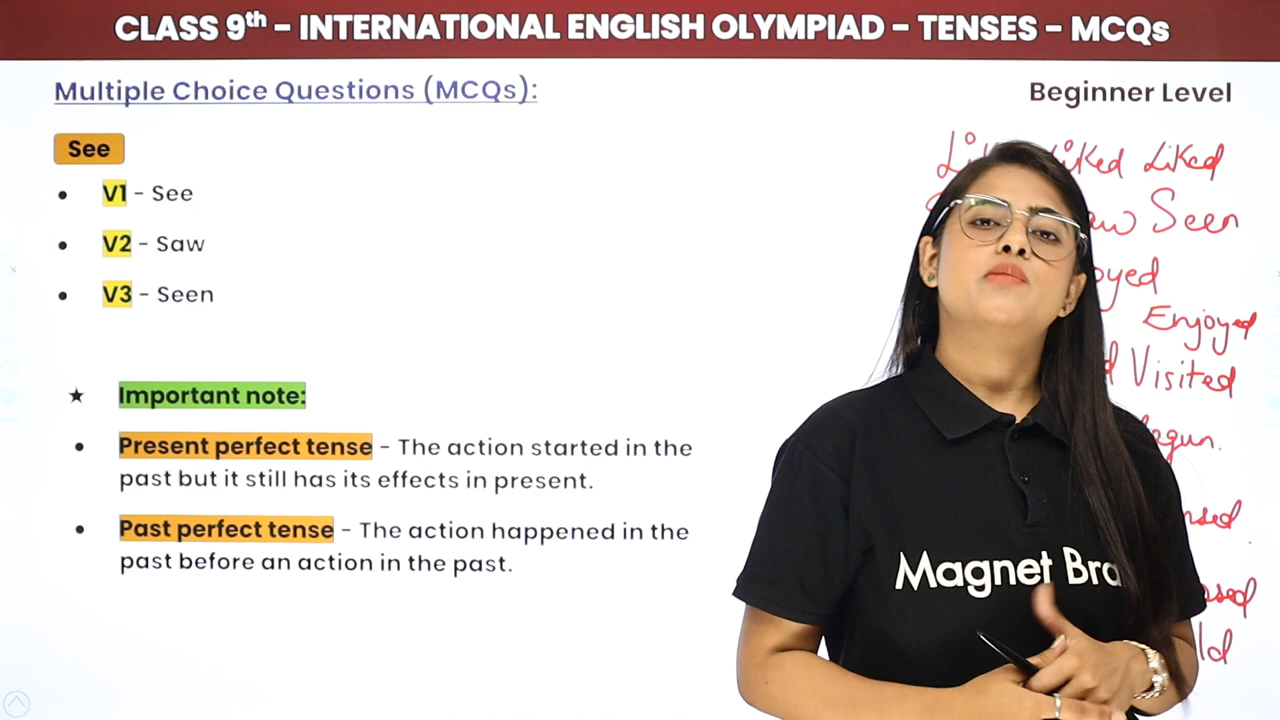 CLASS 9th – INTERNATIONAL ENGLISH OLYMPIAD – TENSES – MCQs
Multiple Choice Questions (MCQs):
Beginner Level
See
V1 – See
V2 – Saw
V3 – Seen
Important note:
Present perfect tense – The action started in the
past but it still has its effects in present.
Past perfect tense – The action happened in the
past before an action in the past.
Liked
Seen
Enjoyed
Visited
Magnet